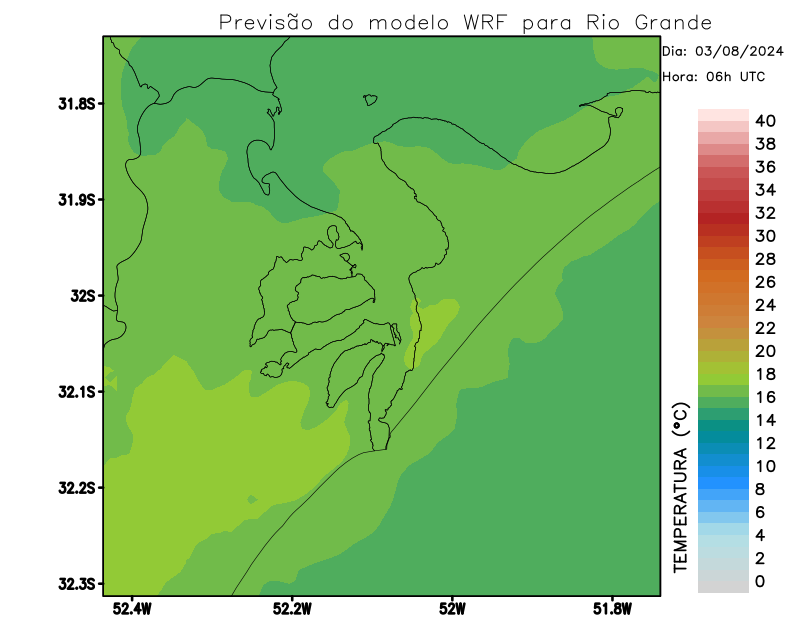 Previsão do modelo WRF para Rio Grande
Dia: 03/08/2024
Hora: 06h UTC
31.8S
31.9S
32S
32.1S
32.2S
32.3S
52.4W
52.2W
52W
51.8W
TEMPERATURA (°C)
40
38
36
34
32
30
28
26
24
22
20
18
16
14
12
10
8
6
4
2
0